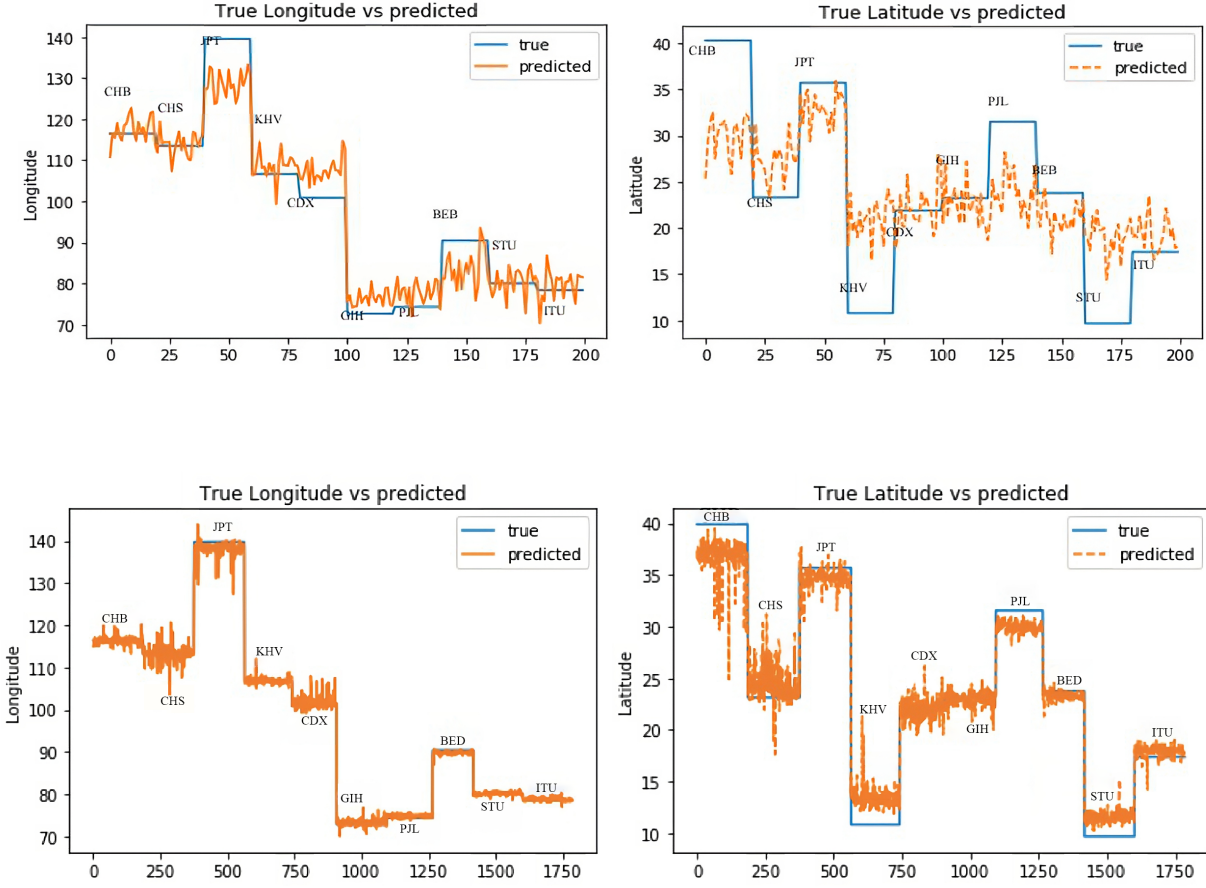 True Longitude vs predicted
140
130
120
110
100
90
80
70
Longitude
CHB
CHS
JPT
KHV
CDX
GIH
PJL
BEB
STU
ITU
true
predicted
0
25
50
75
100
125
150
175
200
True Latitude vs predicted
40
35
30
25
20
15
10
Latitude
CHB
CHS
JPT
KHV
CDX
GIH
PJL
BEB
STU
ITU
true
predicted
0
25
50
75
100
125
150
175
200
True Longitude vs predicted
140
130
120
110
100
90
80
70
Longitude
CHB
CHS
JPT
KHV
CDX
GIH
PJL
BED
STU
ITU
true
predicted
0
250
500
750
1000
1250
1500
1750
True Latitude vs predicted
40
35
30
25
20
15
10
Latitude
CHB
CHS
JPT
KHV
CDX
GIH
PJL
BED
STU
ITU
true
predicted
0
250
500
750
1000
1250
1500
1750